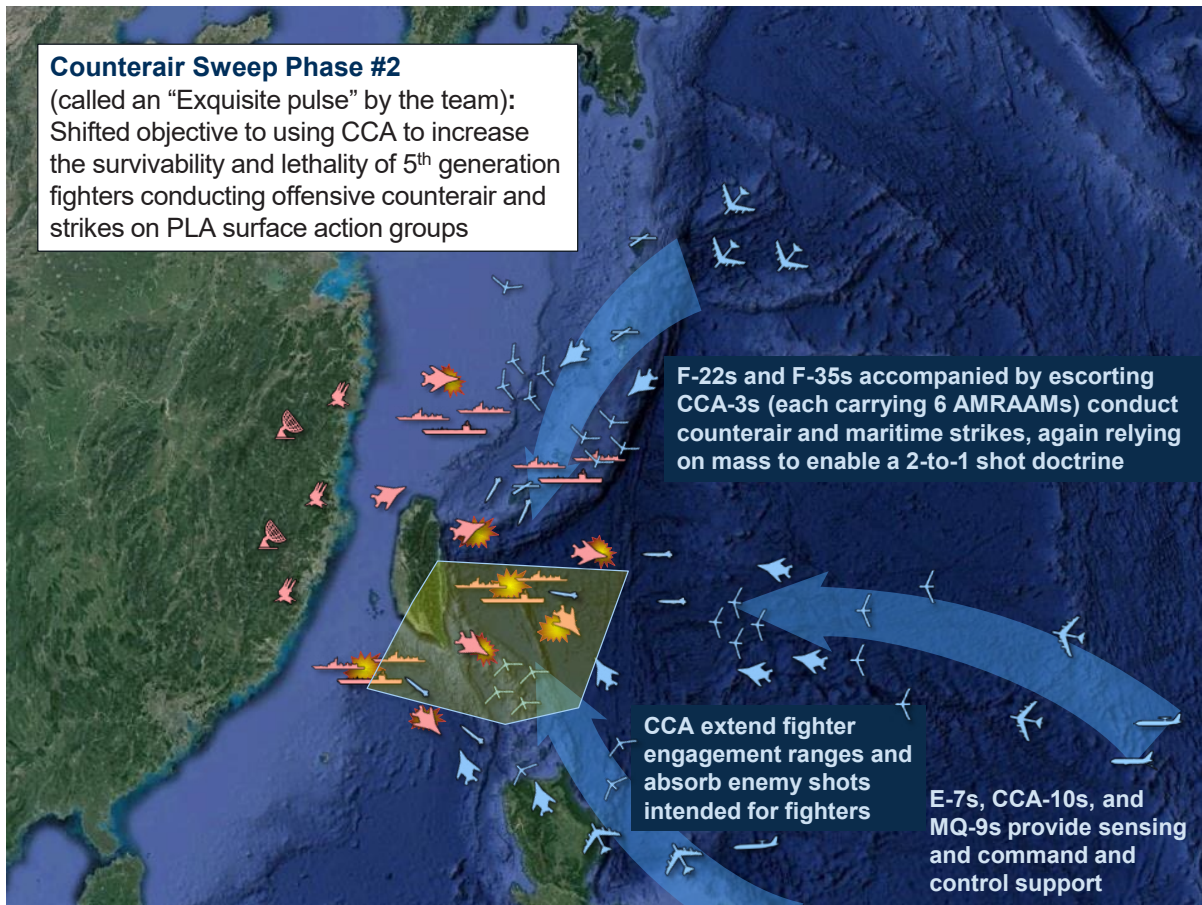 Counterair Sweep Phase #2
(called an “Exquisite pulse” by the team):
Shifted objective to using CCA to increase
the survivability and lethality of 5th generation
fighters conducting offensive counterair and
strikes on PLA surface action groups
F-22s and F-35s accompanied by escorting
CCA-3s (each carrying 6 AMRAAMs) conduct
counterair and maritime strikes, again relying
on mass to enable a 2-to-1 shot doctrine
CCA extend fighter
engagement ranges and
absorb enemy shots
intended for fighters
E-7s, CCA-10s, and
MQ-9s provide sensing
and command and
control support